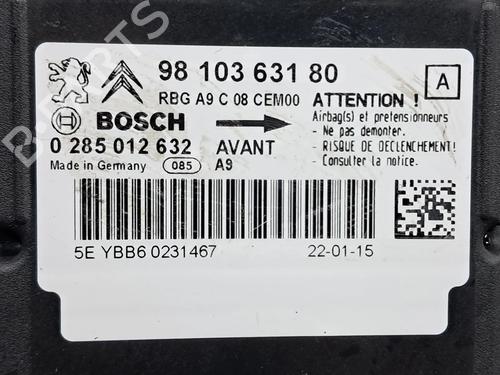 98 103 631 80
A
RBG A9 C 08 CEM00
ATTENTION !
BOSCH
Airbag(s) et pretensionneurs
- Ne pas demonter.
0 285 012 632
AVANT
- RISQUE DE DECLENCHEMENT!
Made in Germany
085
A9
- Consulter la notice.
5E YBB6 0231467
22-01-15